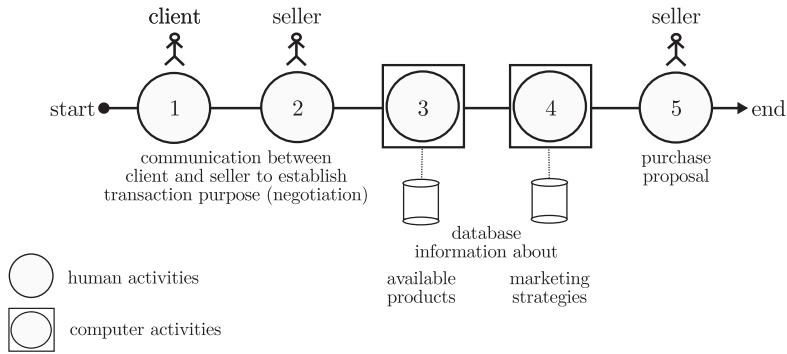 client
seller
seller
start
1
2
3
4
5
end
communication between
client and seller to establish
transaction purpose (negotiation)
purchase
proposal
database
information about
available
products
marketing
strategies
human activities
computer activities